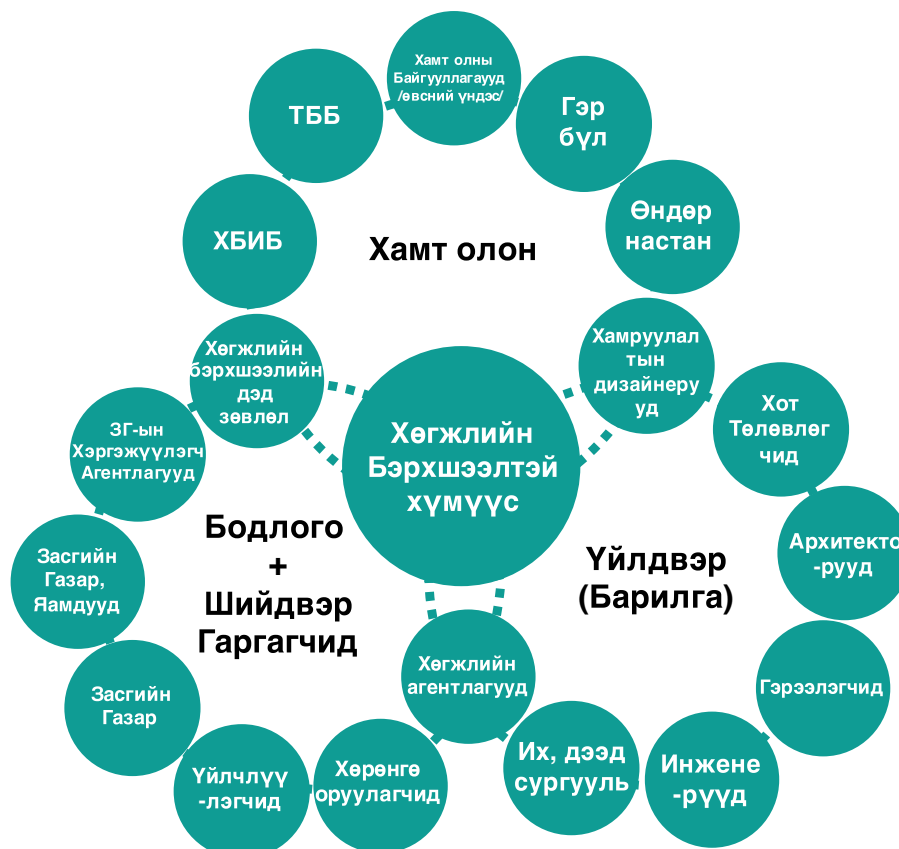 Хамт олны
Байгууллагаууд
/өвсний үндэс/
ТББ
Гэр
бүл
ХБИБ
Өндөр
настан
Хамт олон
Хөгжлийн
бэрхшээлийн
дэд
зөвлөл
Хамруулал
тын
дизайнеру
уд
ЗГ-ын
Хэргэжүүлэгч
Агентлагууд
Хөгжлийн
Бэрхшээлтэй
хүмүүс
Хот
Төлөвлөг
чид
Засгийн
Газар,
Яамдууд
Бодлого
+
Шийдвэр
Гаргагчид
Үйлдвэр
(Барилга)
Архитекто
-рууд
Засгийн
Газар
Хөгжлийн
агентлагууд
Гэрээлэгчид
Үйлчлүү
-лэгчид
Хөрөнгө
оруулагчид
Их, дээд
сургууль
Инжене
-рүүд